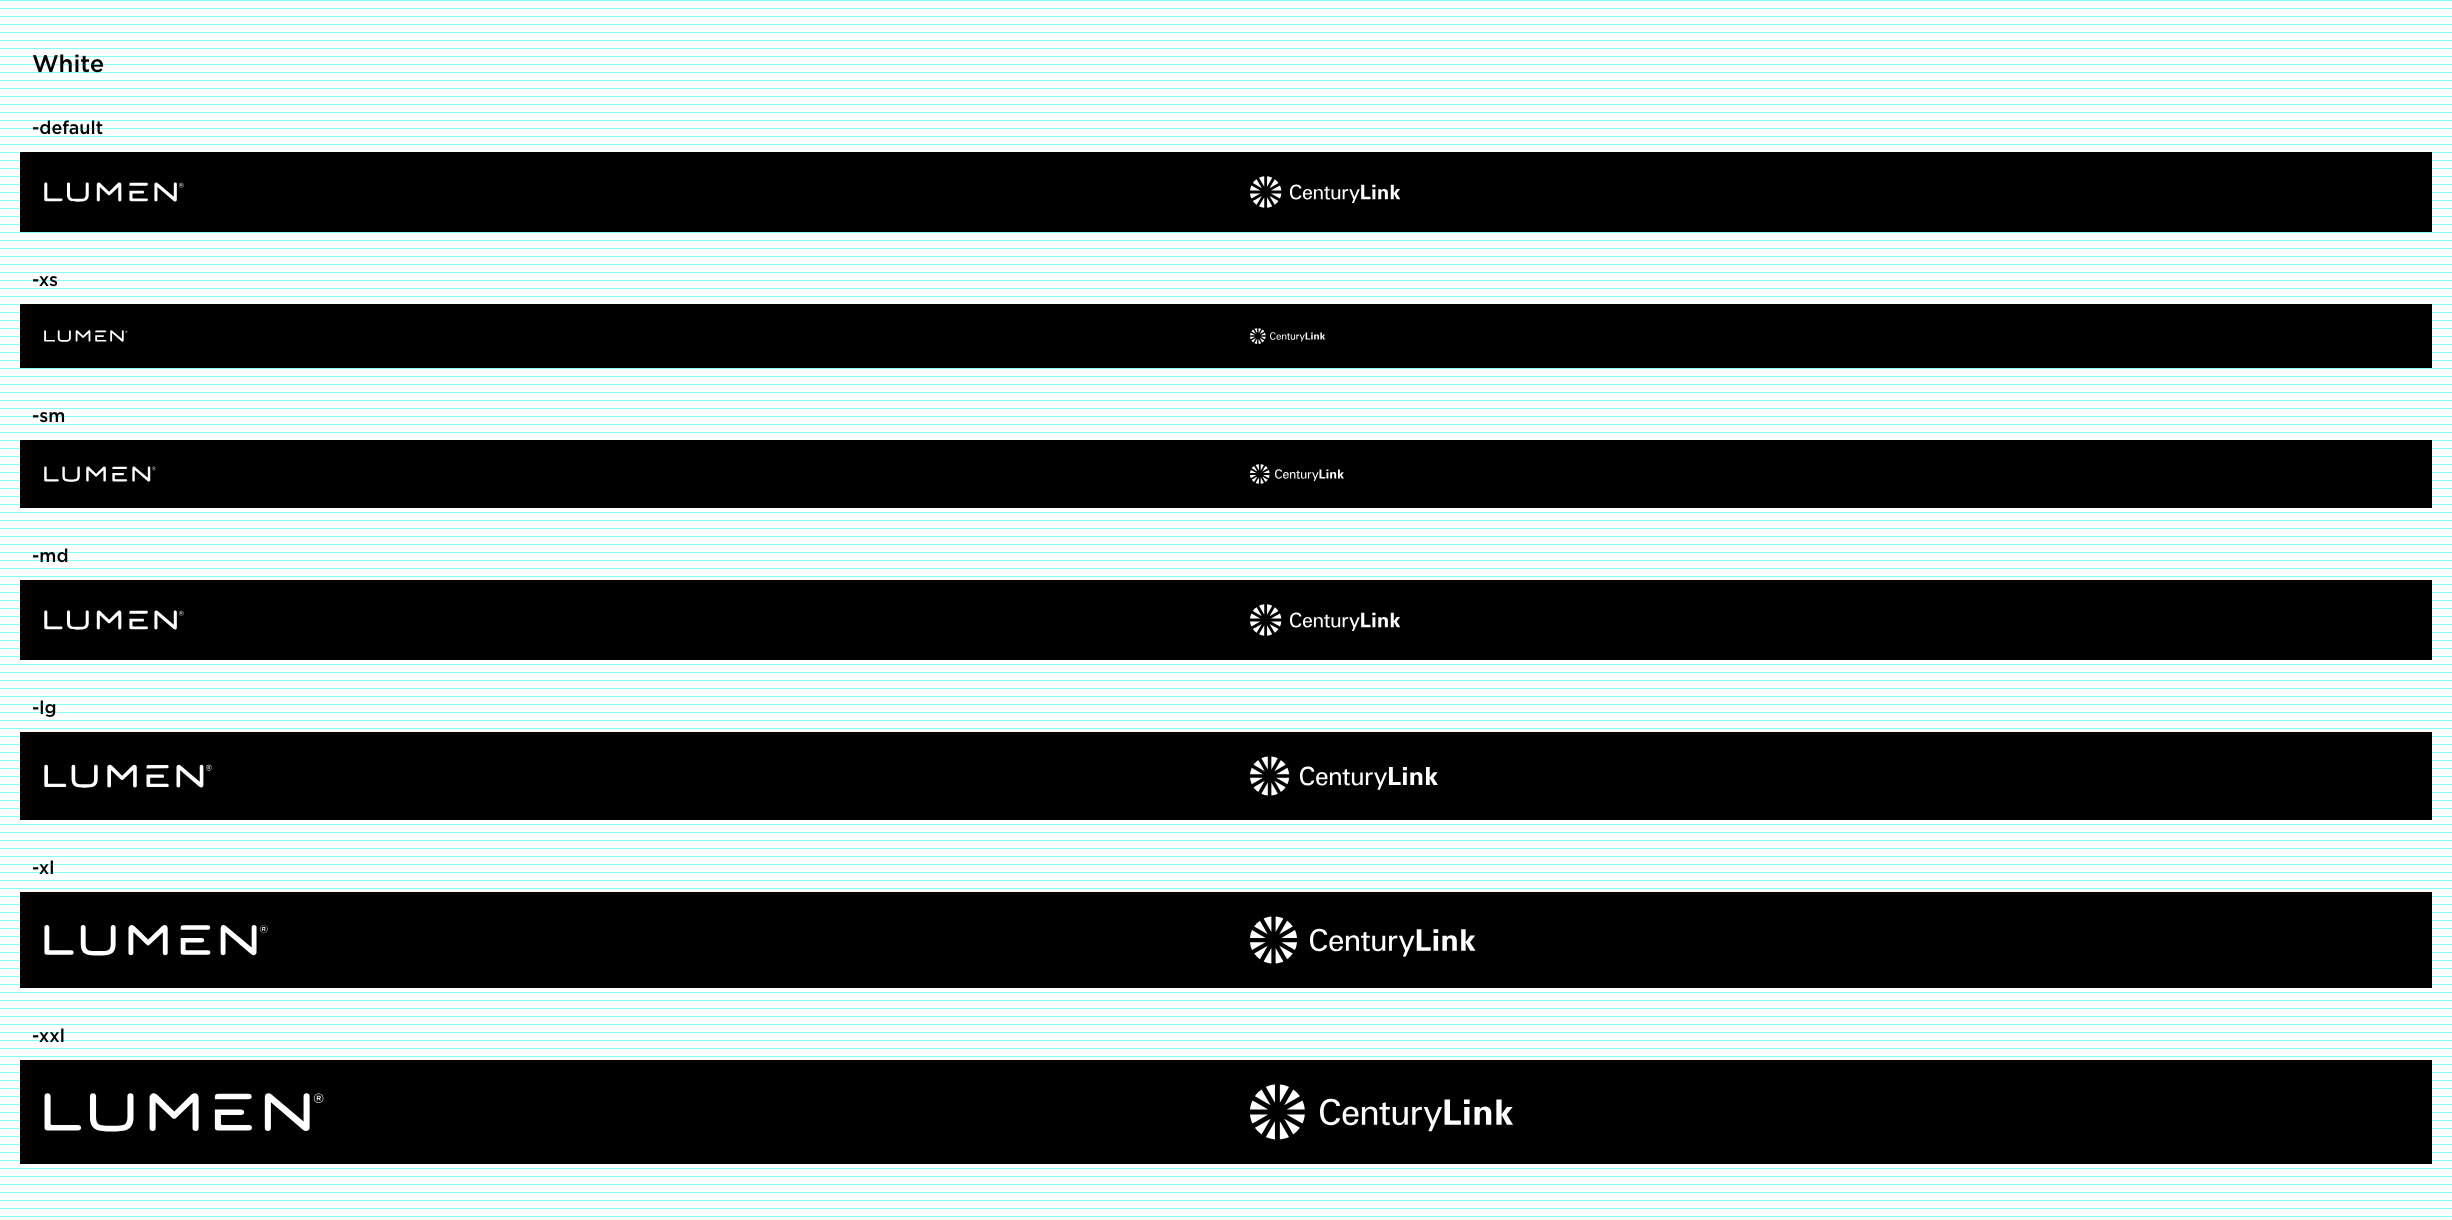 White
-default
LUMEN® CenturyLink
-xs
LUMEN CenturyLink
-sm
LUMEN® CenturyLink
-md
LUMEN® CenturyLink
-lg
LUMEN® CenturyLink
-xl
LUMEN® CenturyLink
-xxl
LUMEN® CenturyLink